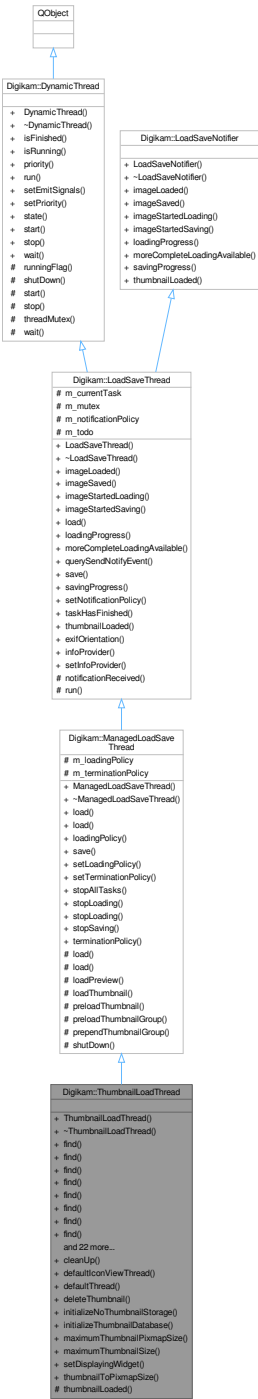 QObject
Digikam::DynamicThread
+ DynamicThread()
+ ~DynamicThread()
+ isFinished()
+ isRunning()
+ priority()
+ run()
+ setEmitSignals()
+ setPriority()
+ state()
+ start()
+ stop()
+ wait()
# runningFlag()
# shutDown()
# start()
# stop()
# threadMutex()
# wait()
Digikam::LoadSaveNotifier
+ LoadSaveNotifier()
+ ~LoadSaveNotifier()
+ imageLoaded()
+ imageSaved()
+ imageStartedLoading()
+ imageStartedSaving()
+ loadingProgress()
+ moreCompleteLoadingAvailable()
+ savingProgress()
+ thumbnailLoaded()
Digikam::LoadSaveThread
# m_currentTask
# m_mutex
# m_notificationPolicy
# m_todo
+ LoadSaveThread()
+ ~LoadSaveThread()
+ imageLoaded()
+ imageSaved()
+ imageStartedLoading()
+ imageStartedSaving()
+ load()
+ loadingProgress()
+ moreCompleteLoadingAvailable()
+ querySendNotifyEvent()
+ save()
+ savingProgress()
+ setNotificationPolicy()
+ taskHasFinished()
+ thumbnailLoaded()
+ exifOrientation()
+ infoProvider()
+ setInfoProvider()
# notificationReceived()
# run()
Digikam::ManagedLoadSave
Thread
# m_loadingPolicy
# m_terminationPolicy
+ ManagedLoadSaveThread()
+ ~ManagedLoadSaveThread()
+ load()
+ load()
+ loadingPolicy()
+ save()
+ setLoadingPolicy()
+ setTerminationPolicy()
+ stopAllTasks()
+ stopLoading()
+ stopLoading()
+ stopSaving()
+ terminationPolicy()
# load()
# load()
# loadPreview()
# loadThumbnail()
# preloadThumbnail()
# preloadThumbnailGroup()
# prependThumbnailGroup()
# shutDown()
Digikam::ThumbnailLoadThread
+ ThumbnailLoadThread()
+ ~ThumbnailLoadThread()
+ find()
+ find()
+ find()
+ find()
+ find()
+ find()
+ find()
+ find()
and 22 more...
+ cleanUp()
+ defaultIconViewThread()
+ defaultThread()
+ deleteThumbnail()
+ initializeNoThumbnailStorage()
+ initializeThumbnailDatabase()
+ maximumThumbnailPixmapSize()
+ maximumThumbnailSize()
+ setDisplayingWidget()
+ thumbnailToPixmapSize()
# thumbnailLoaded()